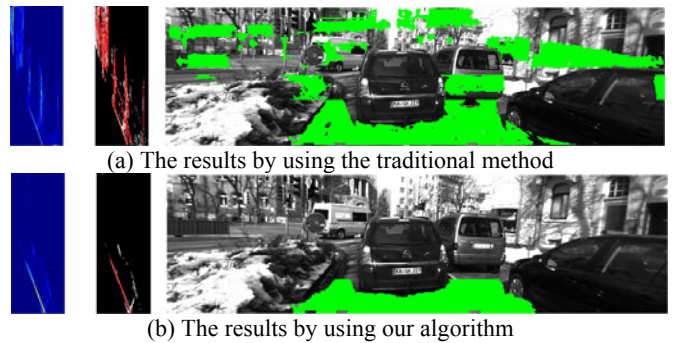 (a) The results by using the traditional method
(b) The results by using our algorithm